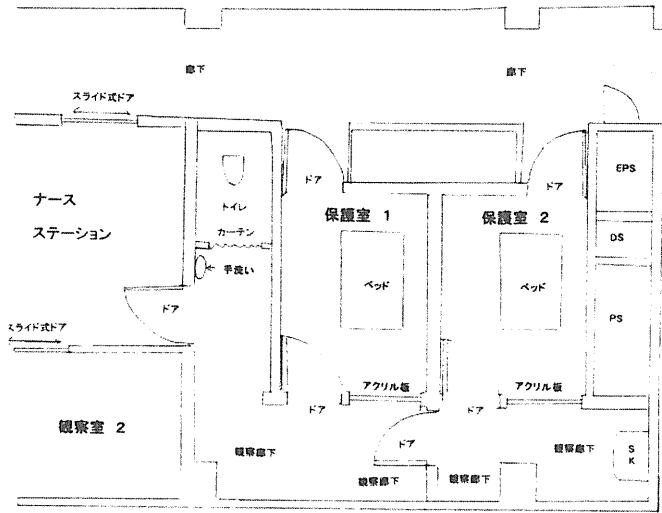 廊下
廊下
スライド式ドア
ナース
ステーション
トイレ
カーテン
手洗い
ドア
スライド式ドア
観察室 2
ドア
保護室 1
ベッド
アクリル板
ドア
ドア
保護室 2
ベッド
アクリル板
ドア
EPS
DS
PS
SK
ドア
観察廊下
観察廊下
観察廊下
観察廊下